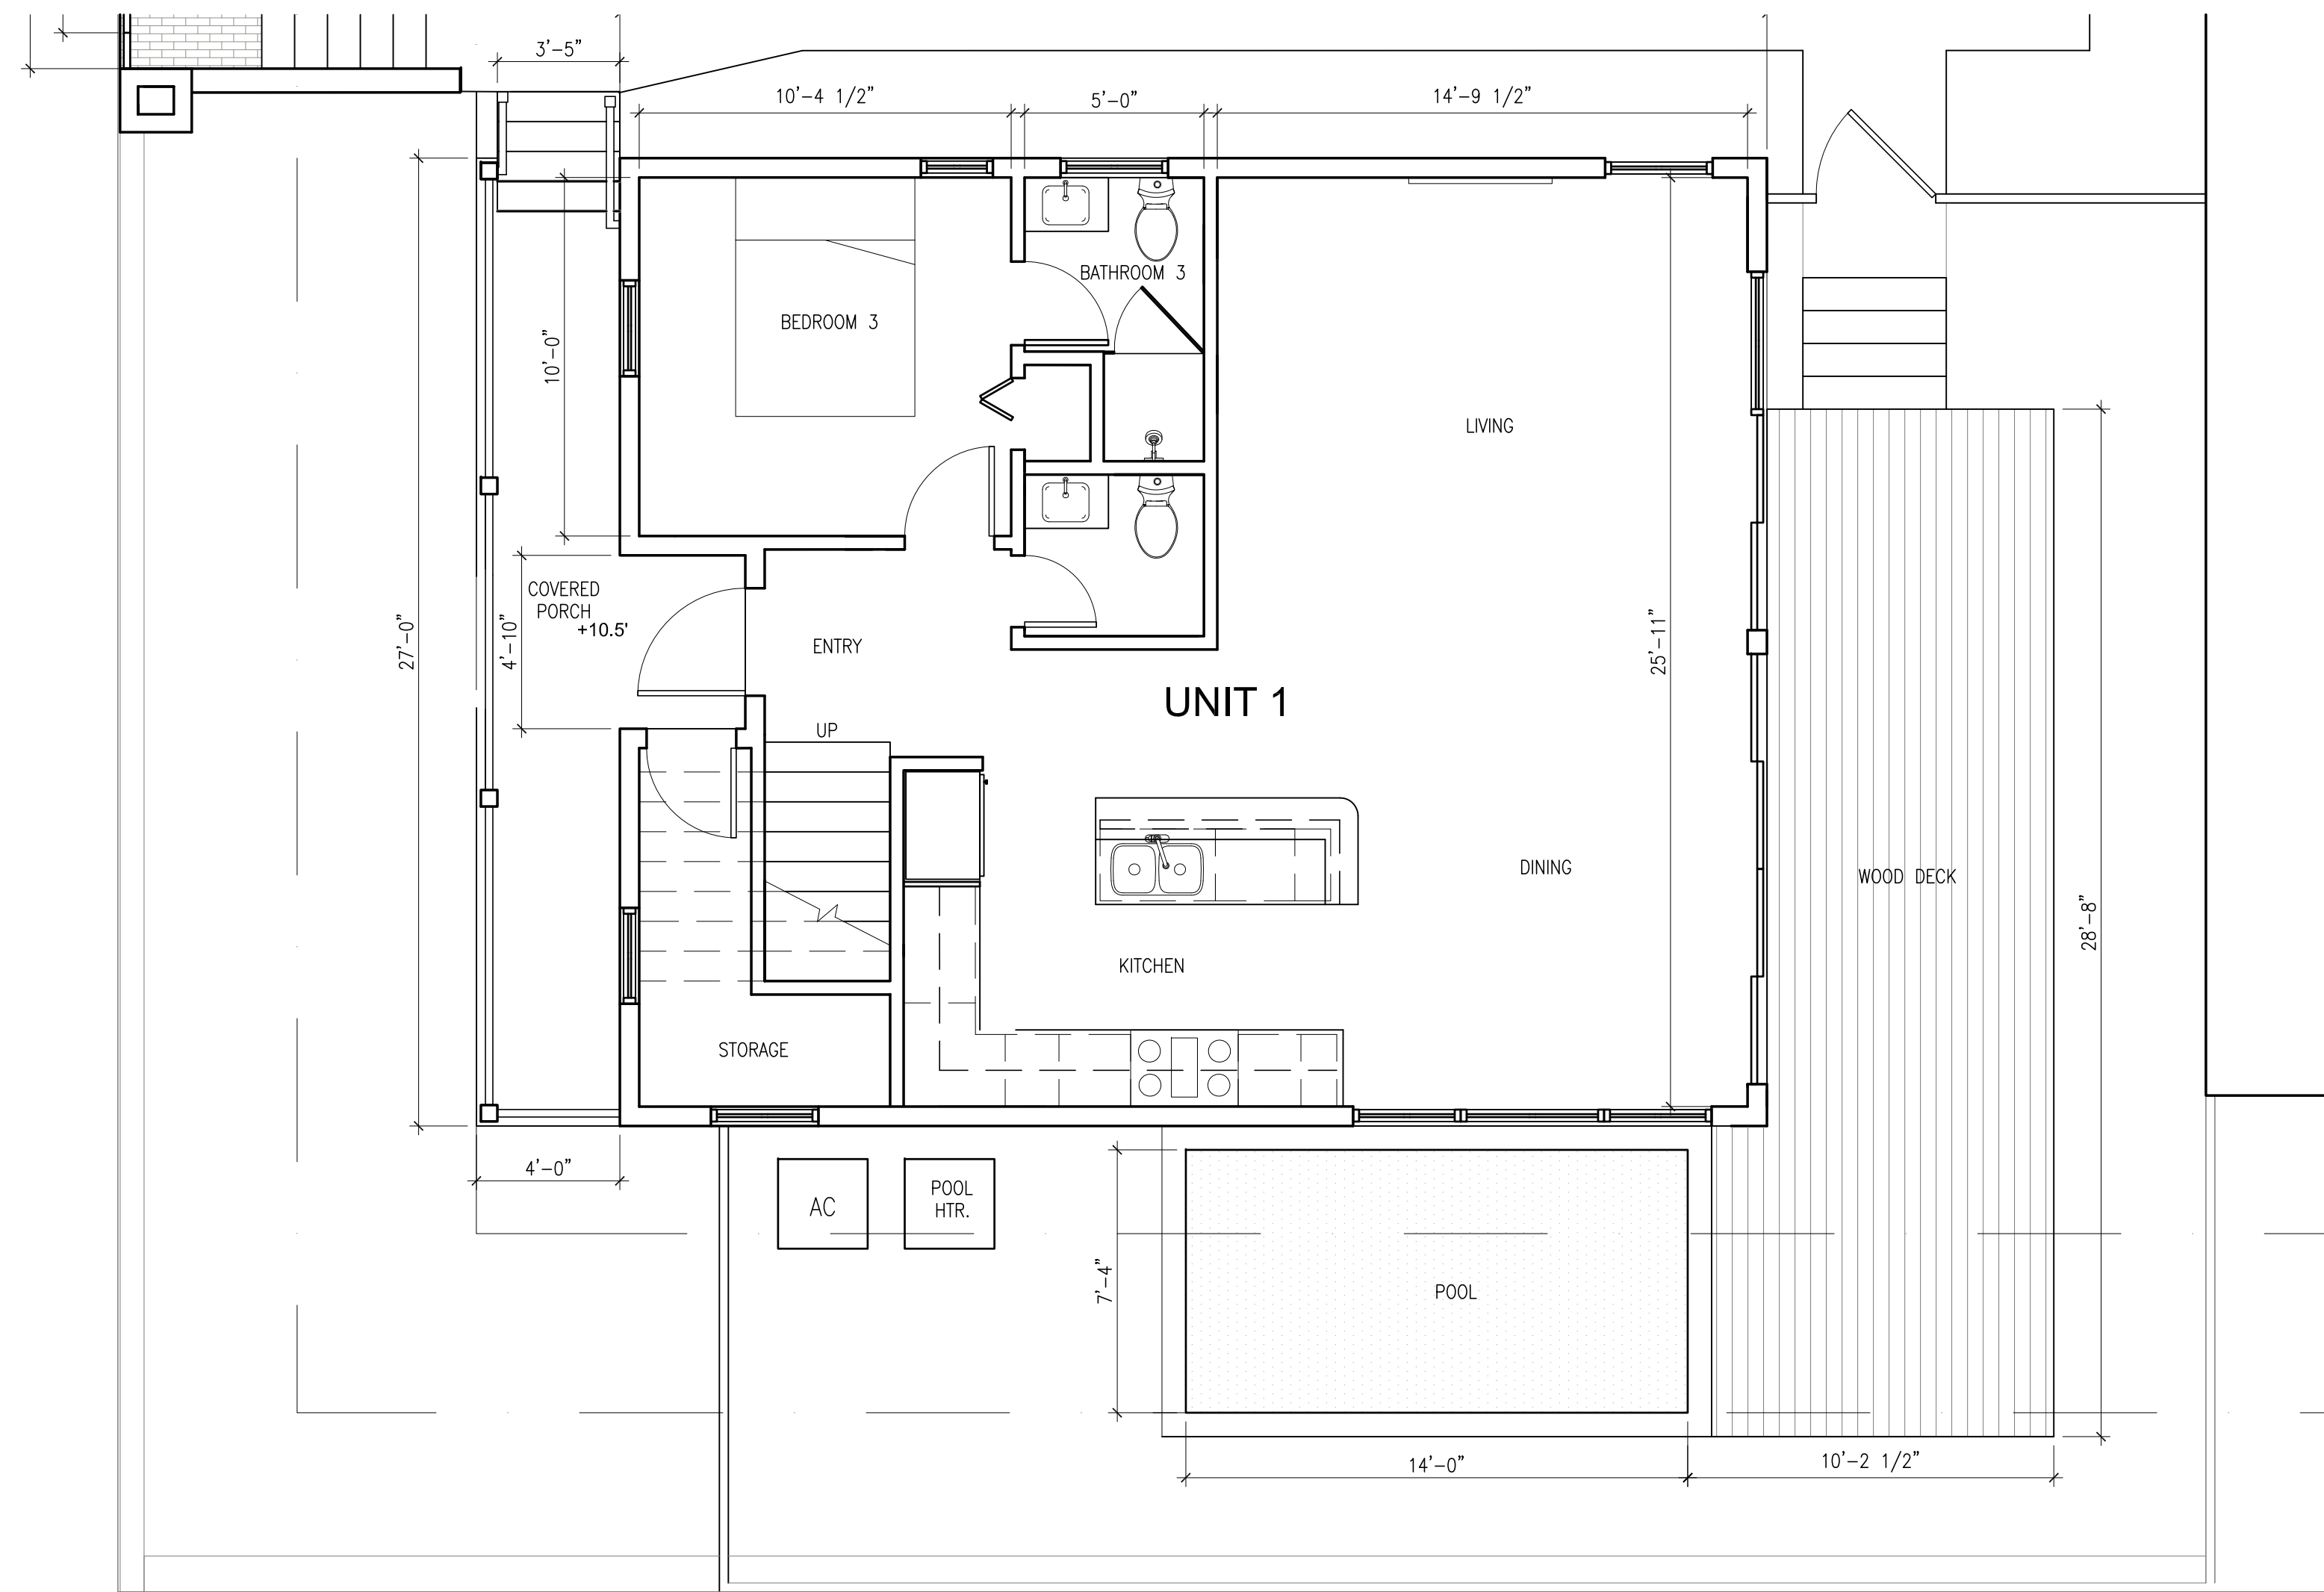 3'-5"
10'-4 1/2"
5'-0"
14'-9 1/2"
BATHROOM 3
BEDROOM 3
10'-0"
LIVING
COVERED
PORCH
+10.5'
4'-10"
27'-0"
ENTRY
25'-11"
UNIT 1
UP
DINING
WOOD DECK
28'-8"
KITCHEN
STORAGE
4'-0"
AC
POOL
HTR.
7'-4"
POOL
14'-0"
10'-2 1/2"